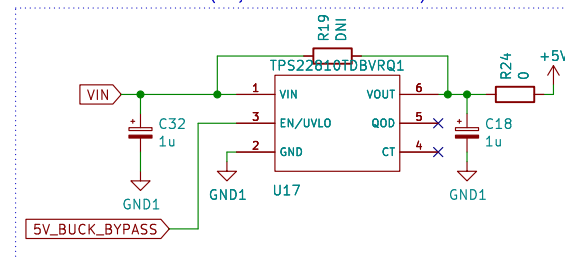 R19
DNI
TPS22810TDBVRQ1
R24
0
+5V
VIN
1
VIN
VOUT
6
C32
1u
3
EN/UVLO
QOD
5
C18
1u
2
GND
CT
4
GND1
GND1
GND1
U17
5V_BUCK_BYPASS